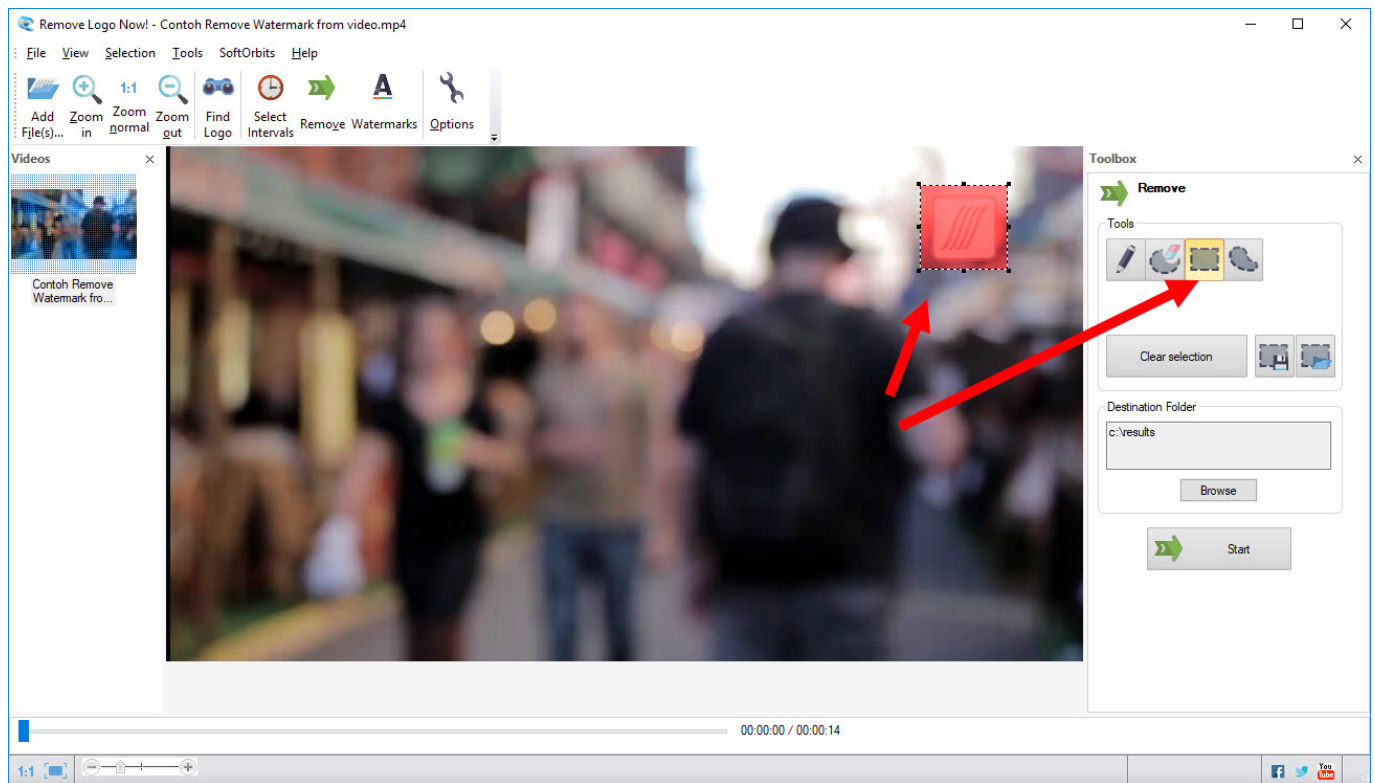 Remove Logo Now! - Contoh Remove Watermark from video.mp4
File View Selection Tools SoftOrbits Help
Add File(s)...
Zoom in
1:1
Zoom normal
Zoom out
Find Logo
Select Intervals
Remove
A
Watermarks
Options
Videos
Contoh Remove
Watermark fro...
Toolbox
Remove
Tools
Clear selection
Destination Folder
c:\results
Browse
Start
00:00:00 / 00:00:14
1:1
f
You
Tube